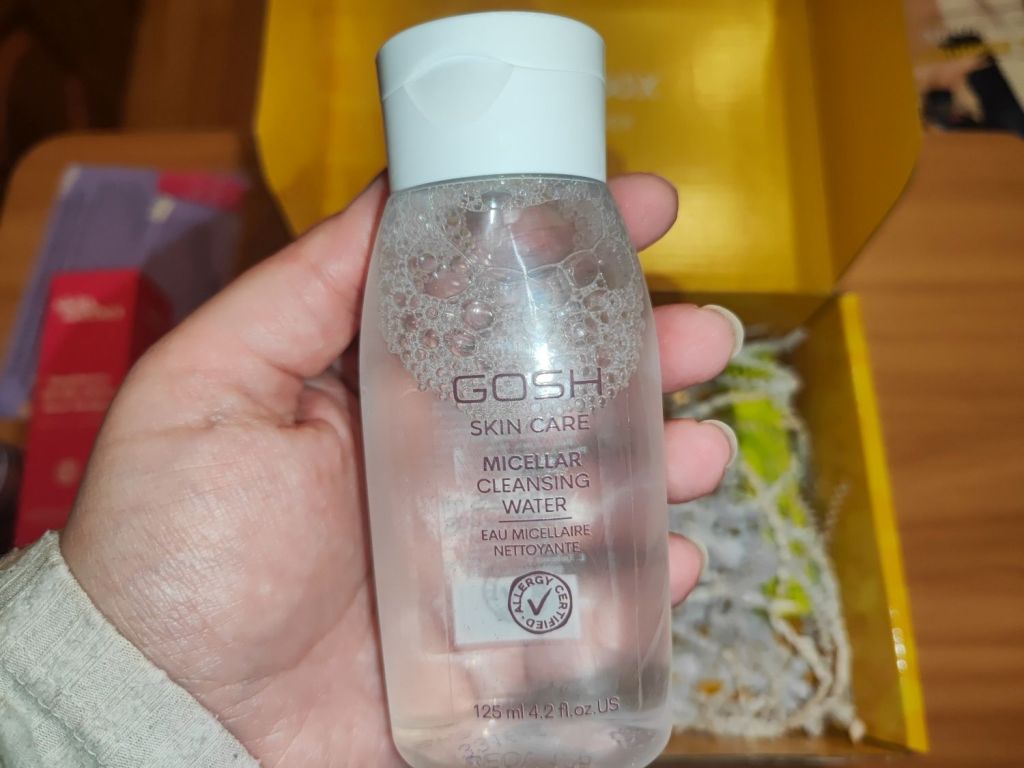 GOSH
SKIN CARE
MICELLAR
CLEANSING
WATER
EAU MICELLAIRE
NETTOYANTE
ALLERGY CERTIFIED
125 ml 4.2 fl.oz.US